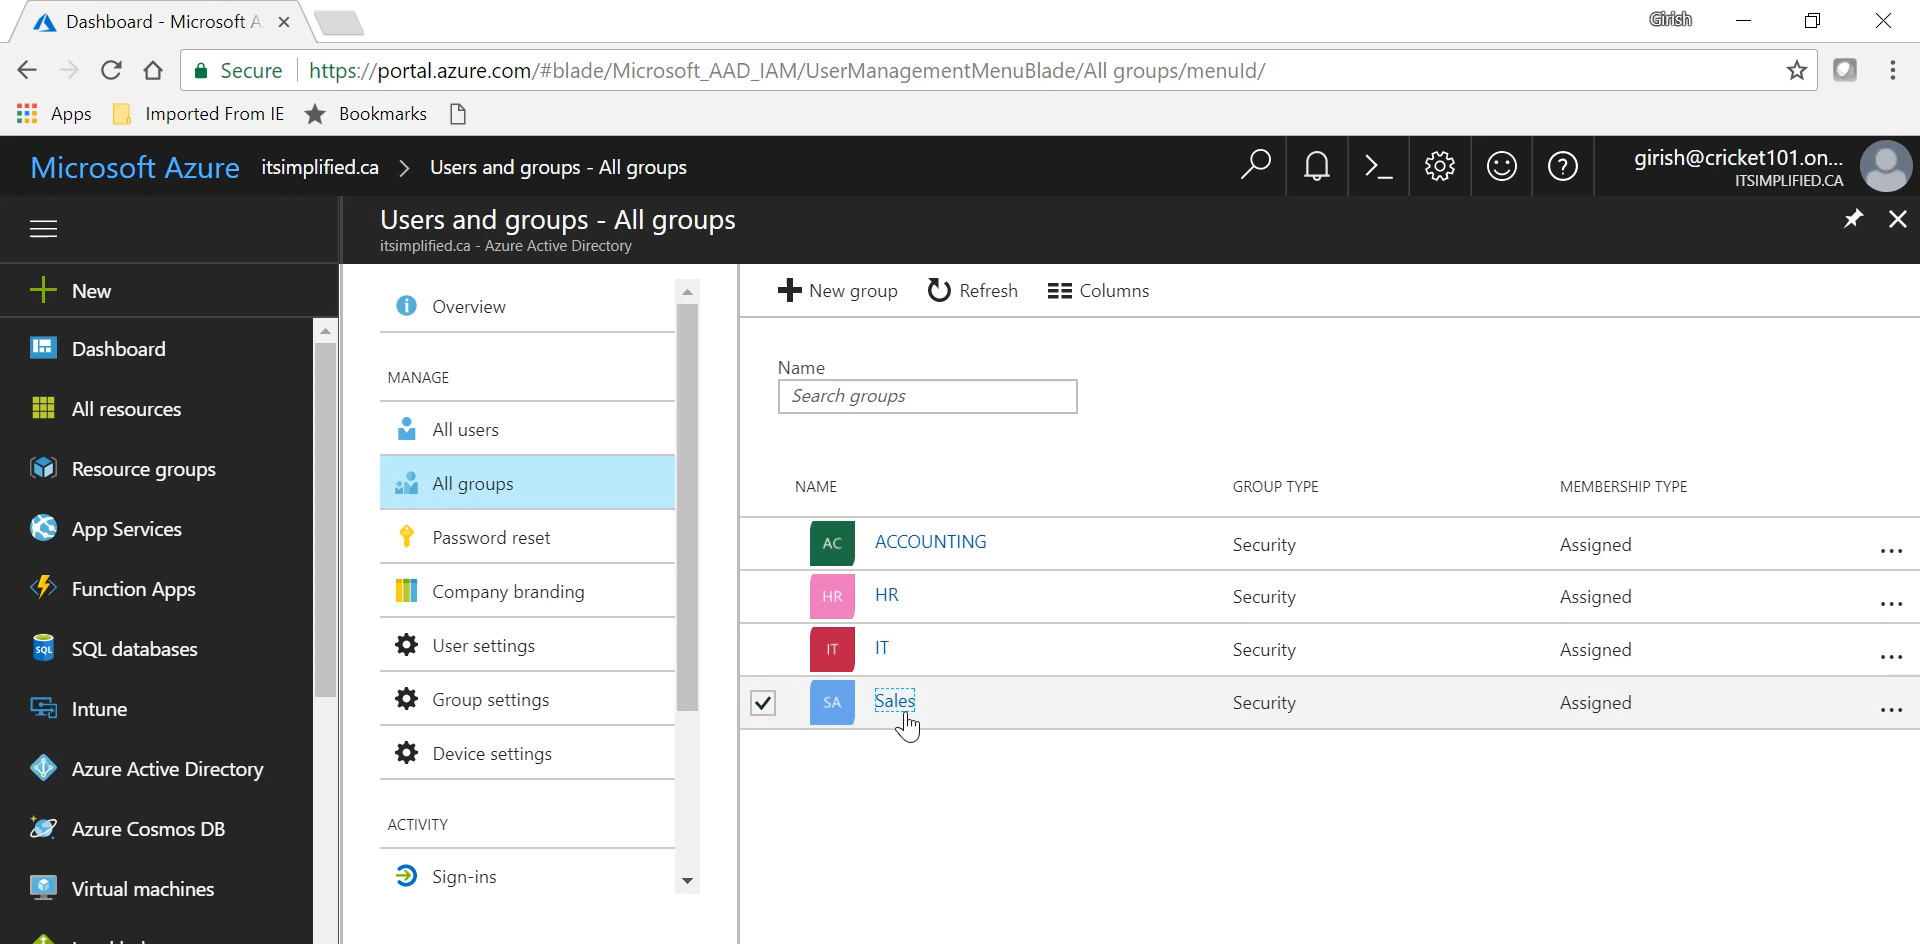 Dashboard - Microsoft A
Girish
Secure
https://portal.azure.com/#blade/Microsoft_AAD_IAM/UserManagementMenuBlade/All groups/menuId/
Apps
Imported From IE
Bookmarks
Microsoft Azure
itsimplified.ca > Users and groups - All groups
girish@cricket101.on...
ITSIMPLIFIED.CA
Users and groups - All groups
itsimplified.ca - Azure Active Directory
New
Dashboard
All resources
Resource groups
App Services
Function Apps
SQL
SQL databases
Intune
Azure Active Directory
Azure Cosmos DB
Virtual machines
Overview
MANAGE
All users
All groups
Password reset
Company branding
User settings
Group settings
Device settings
ACTIVITY
Sign-ins
New group
Refresh
Columns
Name
Search groups
NAME GROUP TYPE MEMBERSHIP TYPE
AC ACCOUNTING Security Assigned ...
HR HR Security Assigned ...
IT IT Security Assigned ...
SA Sales Security Assigned ...